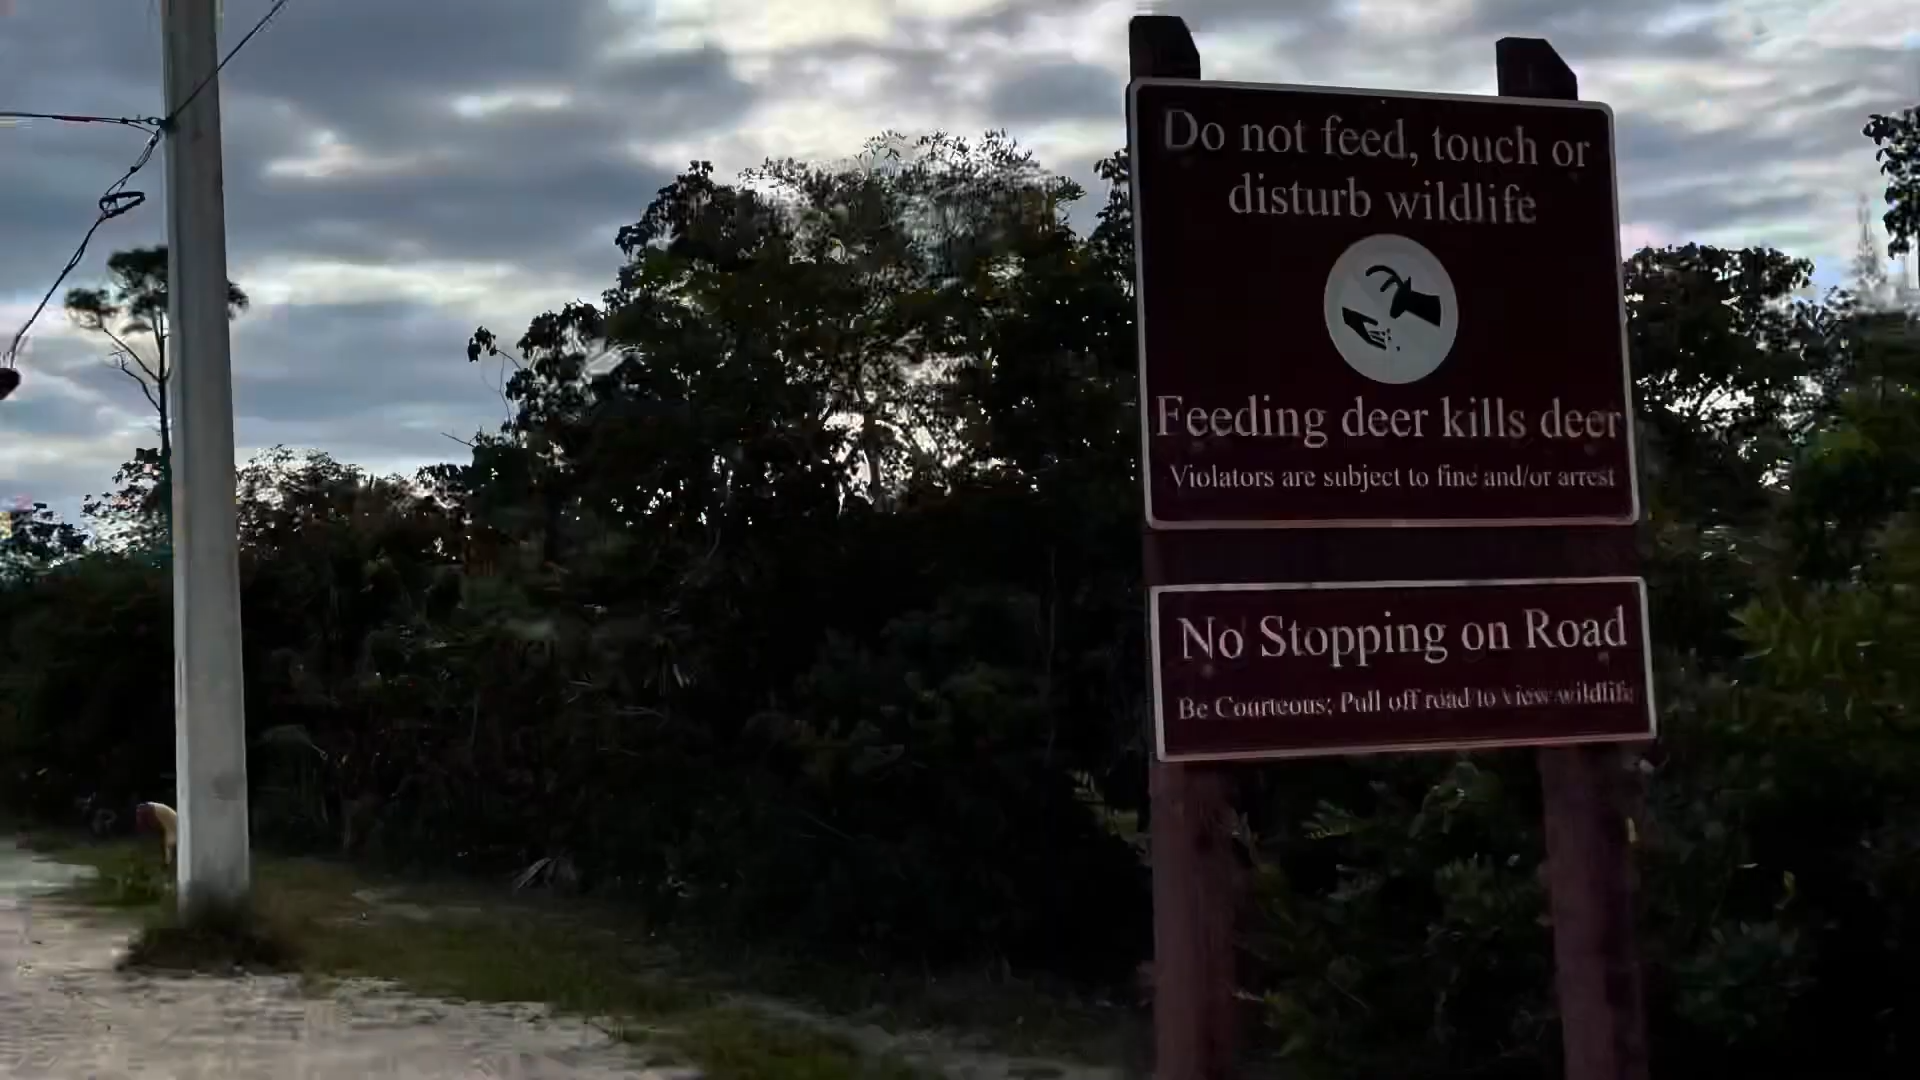 Do not feed, touch or
disturb wildlife
Feeding deer kills deer
Violators are subject to fine and/or arrest
No Stopping on Road
Be Courteous; Pull off road to view wildlife